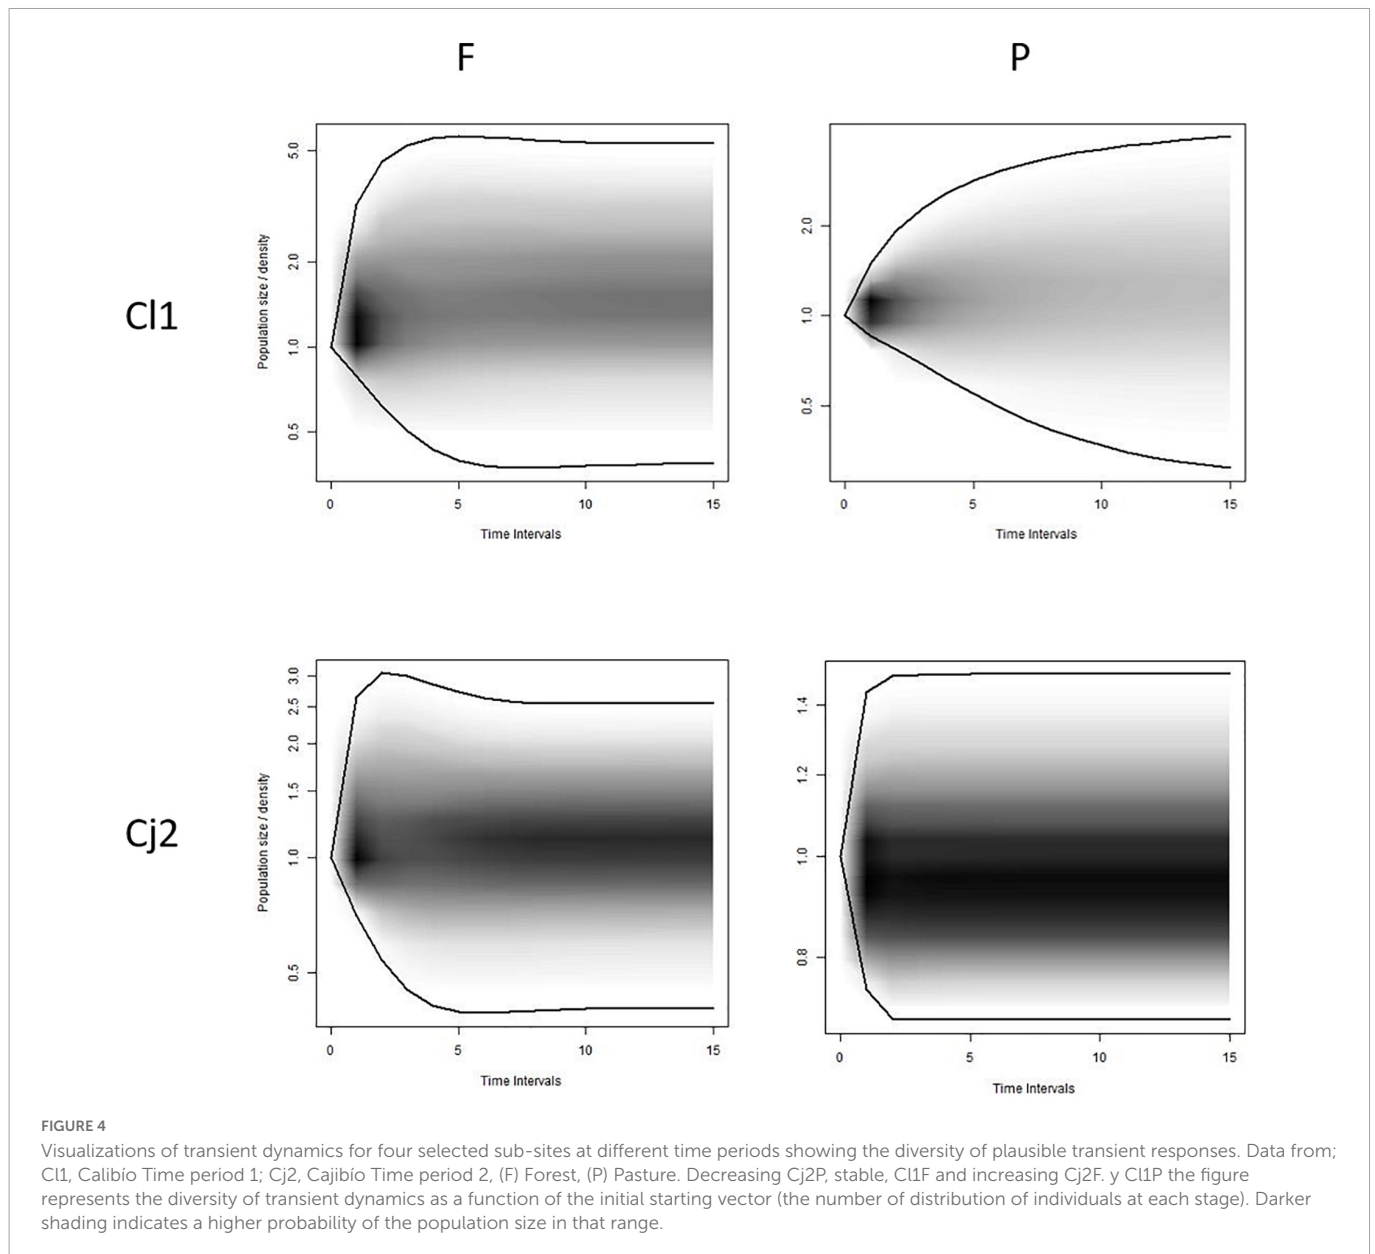 F
P
Cl1
Population size / density
5.0
2.0
1.0
0.5
0 5 10 15
Time Intervals
2.0
1.0
0.5
0 5 10 15
Time Intervals
Cj2
Population size / density
3.0
2.5
2.0
1.5
1.0
0.5
0 5 10 15
Time Intervals
1.4
1.2
1.0
0.8
0 5 10 15
Time Intervals
FIGURE 4
Visualizations of transient dynamics for four selected sub-sites at different time periods showing the diversity of plausible transient responses. Data from;
Cl1, Calibío Time period 1; Cj2, Cajibío Time period 2, (F) Forest, (P) Pasture. Decreasing Cj2P, stable, Cl1F and increasing Cj2F. y Cl1P the figure
represents the diversity of transient dynamics as a function of the initial starting vector (the number of distribution of individuals at each stage). Darker
shading indicates a higher probability of the population size in that range.